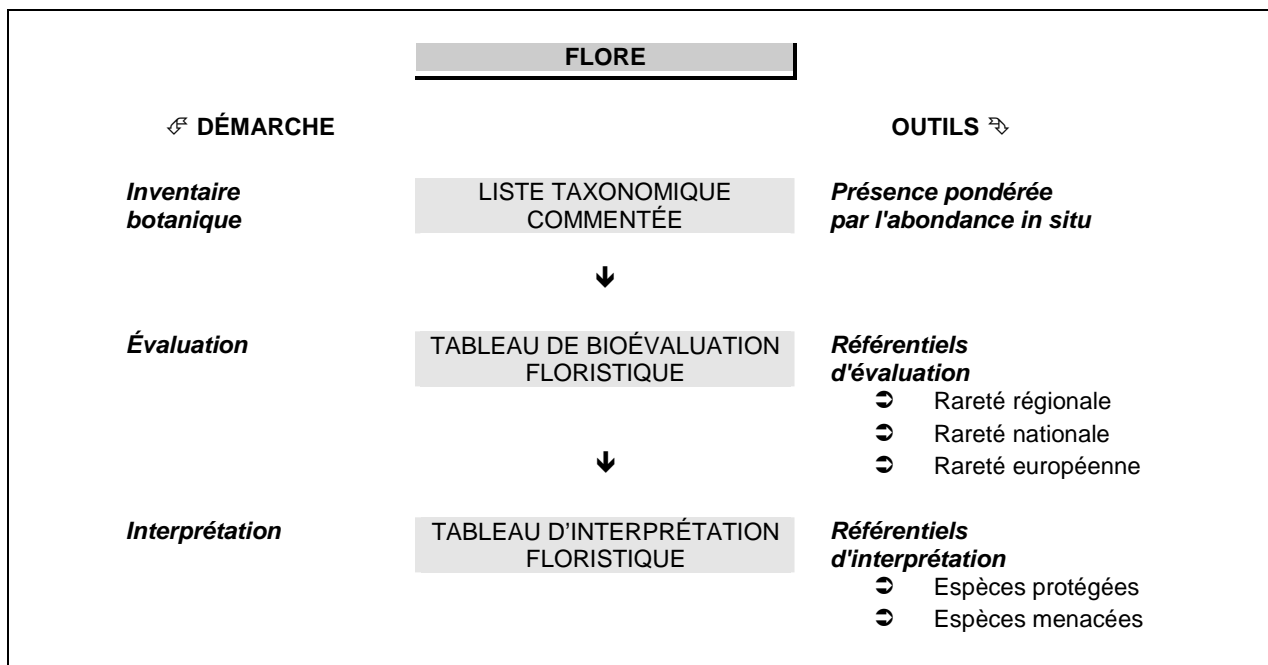 FLORE
DÉMARCHE
OUTILS
Inventaire
botanique
LISTE TAXONOMIQUE
COMMENTÉE
Présence pondérée
par l'abondance in situ
Évaluation
TABLEAU DE BIOÉVALUATION
FLORISTIQUE
Référentiels
d'évaluation
Rareté régionale
Rareté nationale
Rareté européenne
Interprétation
TABLEAU D’INTERPRÉTATION
FLORISTIQUE
Référentiels
d'interprétation
Espèces protégées
Espèces menacées